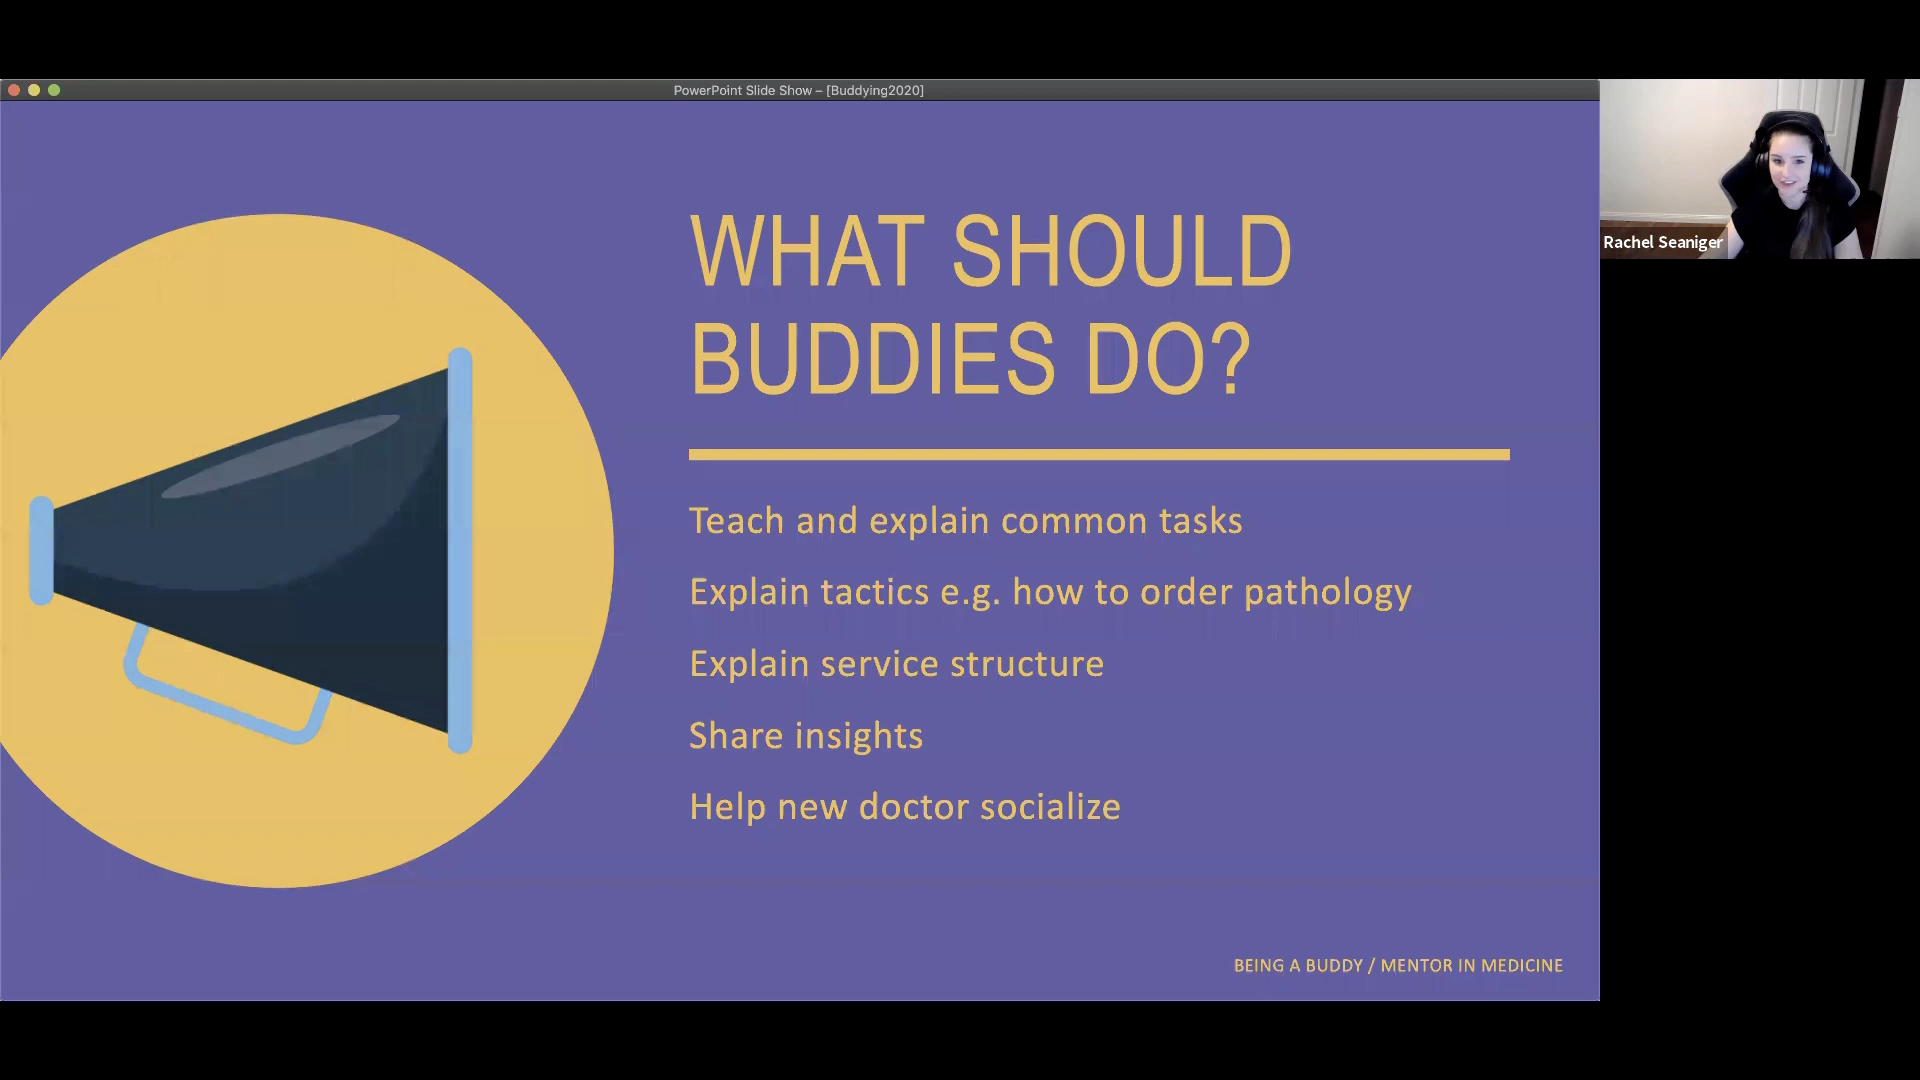 PowerPoint Slide Show – [Buddying2020]
WHAT SHOULD
BUDDIES DO?
Teach and explain common tasks
Explain tactics e.g. how to order pathology
Explain service structure
Share insights
Help new doctor socialize
BEING A BUDDY / MENTOR IN MEDICINE
Rachel Seaniger